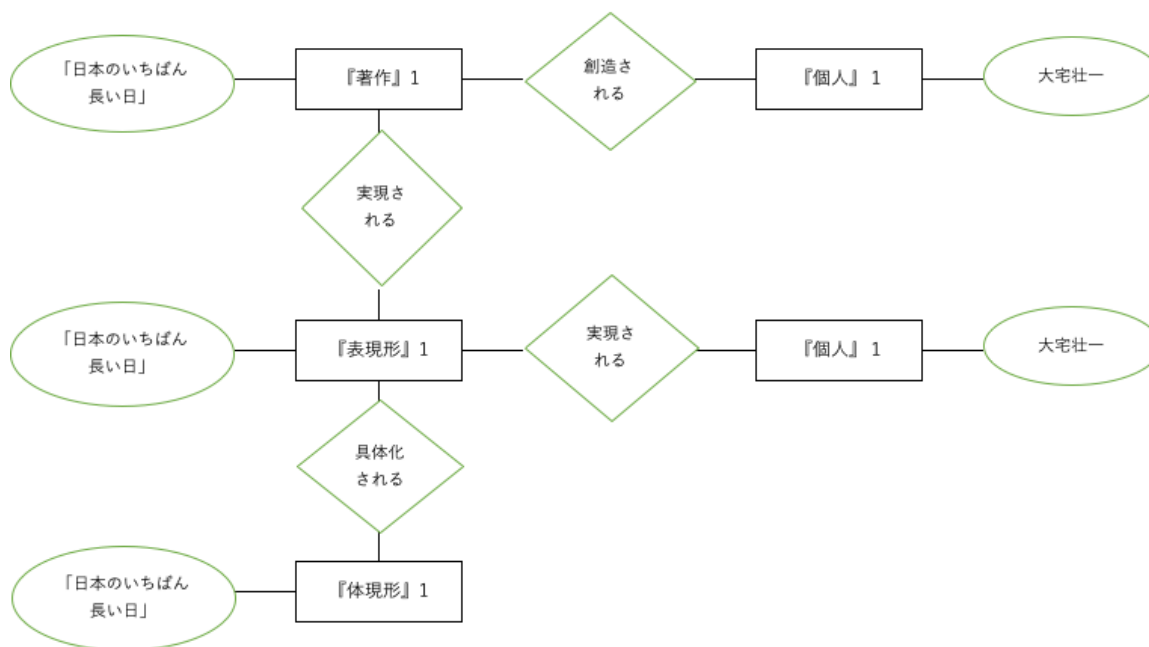 「日本のいちばん
長い日」
『著作』1
創造さ
れる
『個人』1
大宅壮一
実現さ
れる
「日本のいちばん
長い日」
『表現形』1
実現さ
れる
『個人』1
大宅壮一
具体化
される
「日本のいちばん
長い日」
『体現形』1